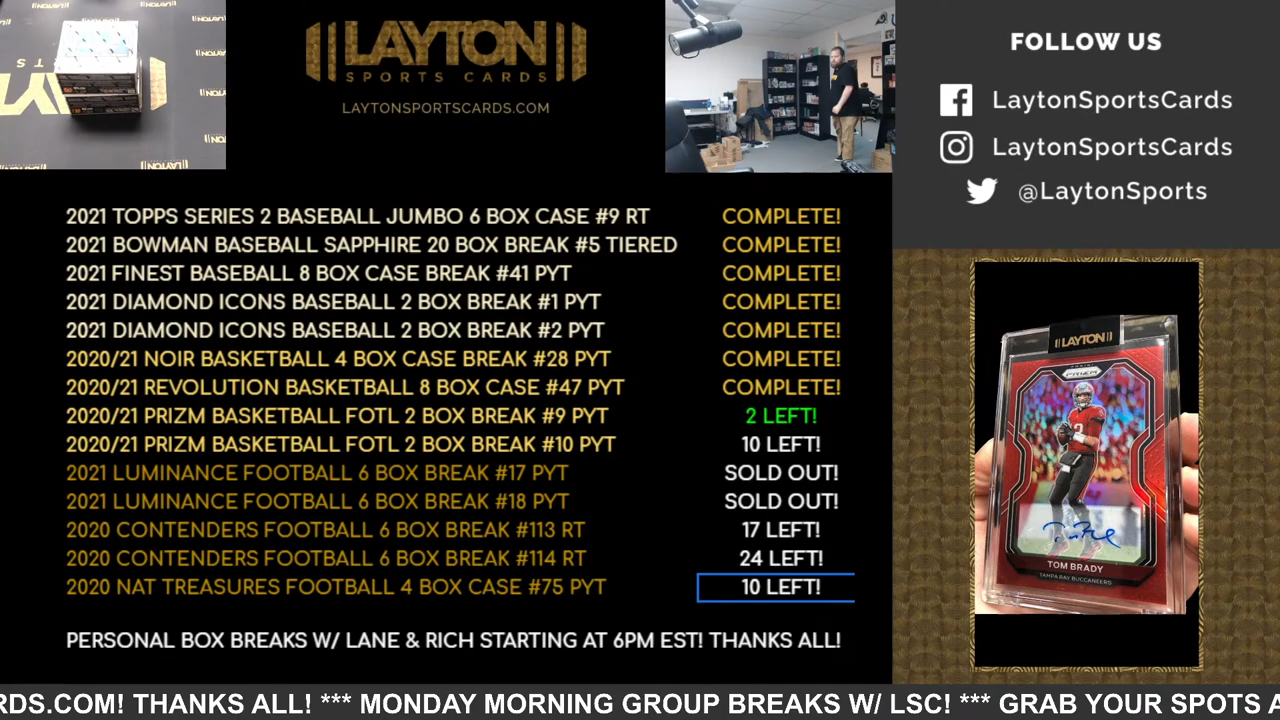 LAYTON
SPORTS CARDS
LAYTONSPORTSCARDS.COM
FOLLOW US
LaytonSportsCards
LaytonSportsCards
@LaytonSports
2021 TOPPS SERIES 2 BASEBALL JUMBO 6 BOX CASE #9 RT COMPLETE!
2021 BOWMAN BASEBALL SAPPHIRE 20 BOX BREAK #5 TIERED COMPLETE!
2021 FINEST BASEBALL 8 BOX CASE BREAK #41 PYT COMPLETE!
2021 DIAMOND ICONS BASEBALL 2 BOX BREAK #1 PYT COMPLETE!
2021 DIAMOND ICONS BASEBALL 2 BOX BREAK #2 PYT COMPLETE!
2020/21 NOIR BASKETBALL 4 BOX CASE BREAK #28 PYT COMPLETE!
2020/21 REVOLUTION BASKETBALL 8 BOX CASE #47 PYT COMPLETE!
2020/21 PRIZM BASKETBALL FOTL 2 BOX BREAK #9 PYT 2 LEFT!
2020/21 PRIZM BASKETBALL FOTL 2 BOX BREAK #10 PYT 10 LEFT!
2021 LUMINANCE FOOTBALL 6 BOX BREAK #17 PYT SOLD OUT!
2021 LUMINANCE FOOTBALL 6 BOX BREAK #18 PYT SOLD OUT!
2020 CONTENDERS FOOTBALL 6 BOX BREAK #113 RT 17 LEFT!
2020 CONTENDERS FOOTBALL 6 BOX BREAK #114 RT 24 LEFT!
2020 NAT TREASURES FOOTBALL 4 BOX CASE #75 PYT 10 LEFT!
PERSONAL BOX BREAKS W/ LANE & RICH STARTING AT 6PM EST! THANKS ALL!
LAYTON
PRIZM
TOM BRADY
TAMPA BAY BUCCANEERS
RDS.COM! THANKS ALL! *** MONDAY MORNING GROUP BREAKS W/ LSC! *** GRAB YOUR SPOTS A